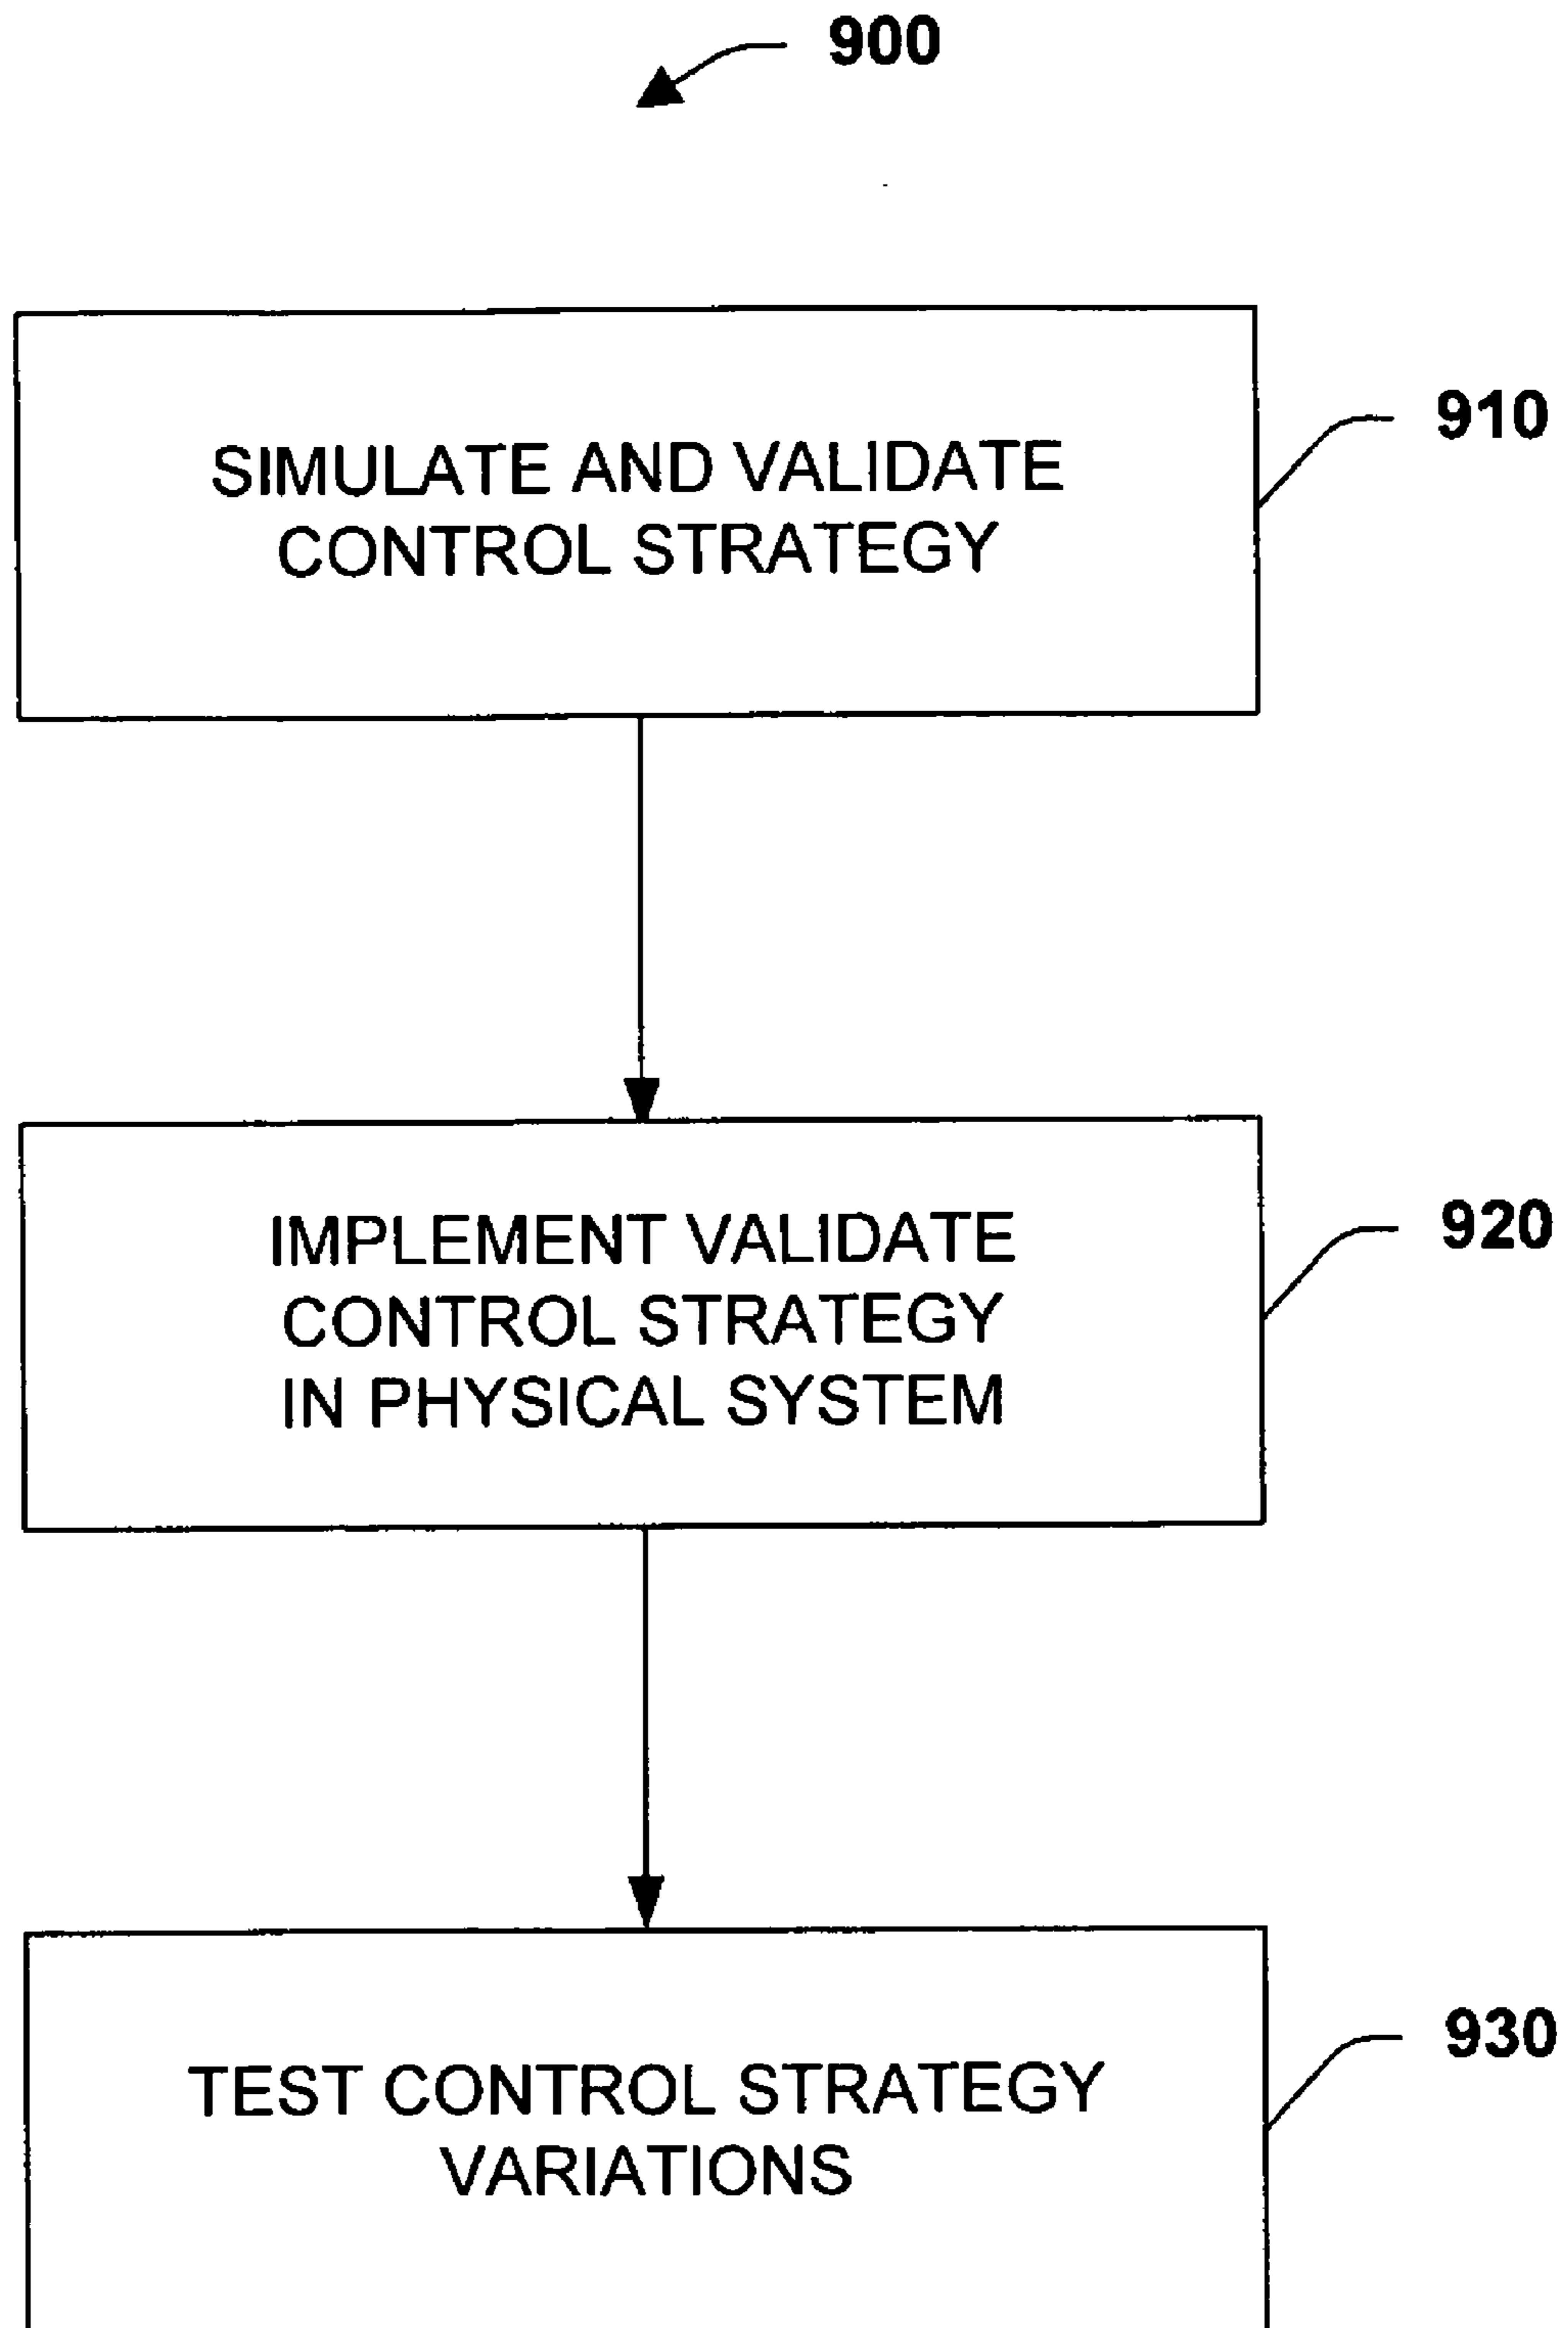 900
SIMULATE AND VALIDATE
CONTROL STRATEGY
910
IMPLEMENT VALIDATE
CONTROL STRATEGY
IN PHYSICAL SYSTEM
920
TEST CONTROL STRATEGY
VARIATIONS
930